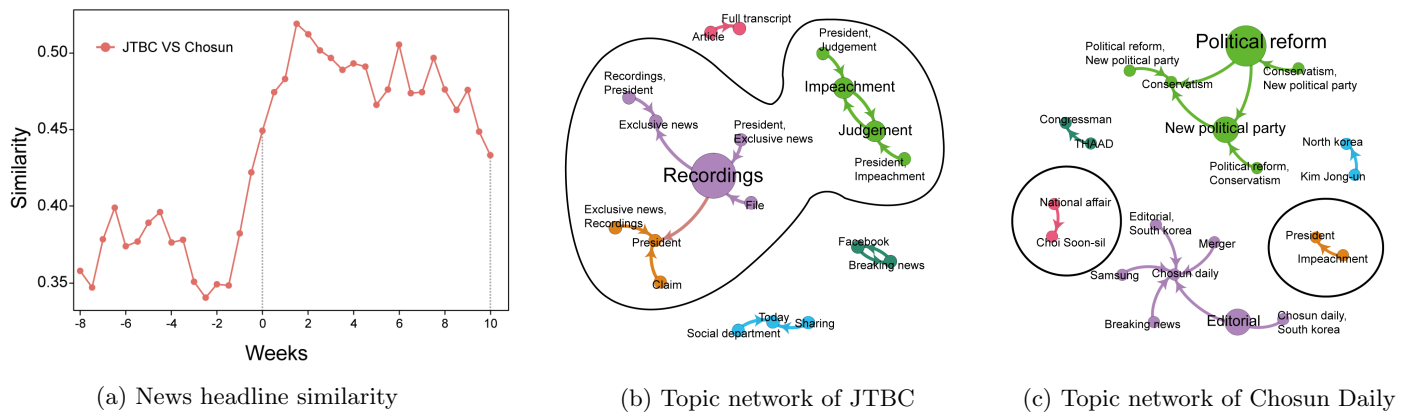 0.50
0.45
0.40
0.35
Similarity
JTBC VS Chosun
-8
-6
-4
-2
0
2
4
6
8
10
Weeks
(a) News headline similarity
Full transcript
Article
President,
Judgement
Recordings,
President
Impeachment
Exclusive news
President,
Exclusive news
Judgement
President,
Impeachment
Recordings
File
Exclusive news,
Recordings
President
Claim
Facebook
Breaking news
Today
Sharing
Social department
(b) Topic network of JTBC
Political reform
Political reform,
New political party
Conservatism
Conservatism,
New political party
Congressman
THAAD
New political party
North korea
Kim Jong-un
Political reform,
Conservatism
National affair
Choi Soon-sil
Editorial,
South korea
Merger
President
Impeachment
Samsung
Chosun daily
Breaking news
Editorial
Chosun daily,
South korea
(c) Topic network of Chosun Daily